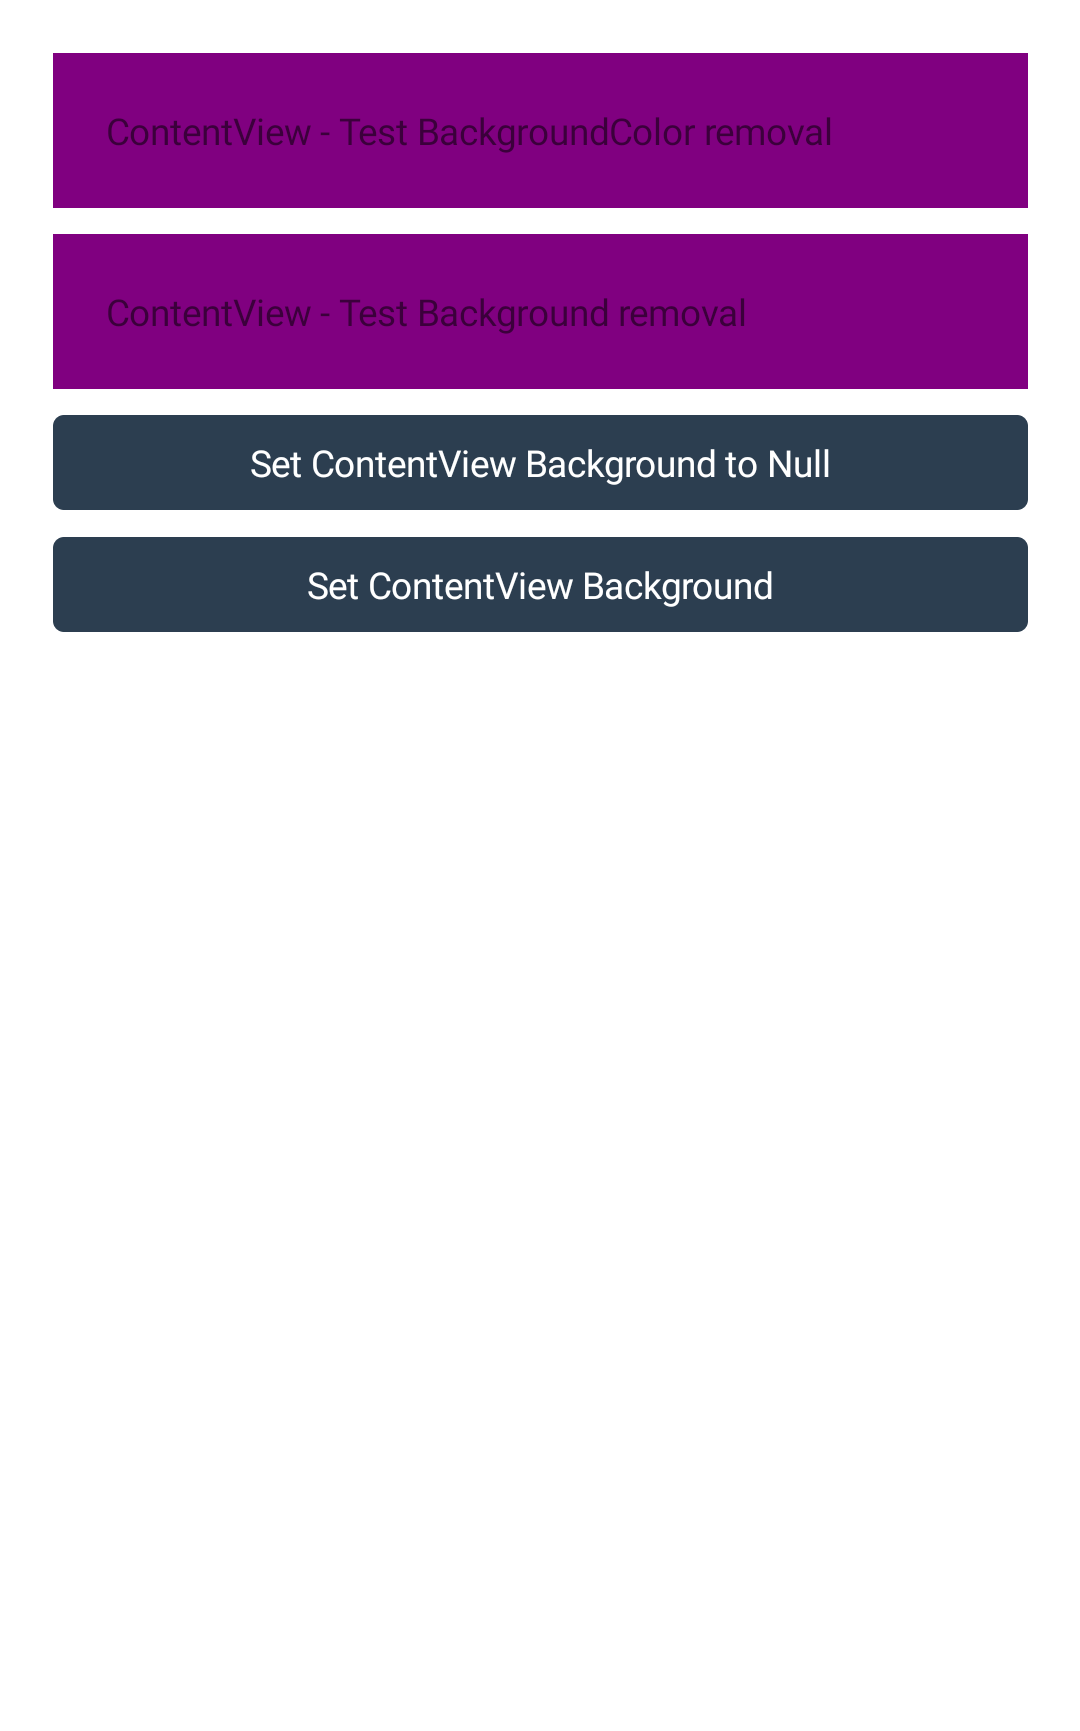 ContentView - Test BackgroundColor removal
ContentView - Test Background removal
Set ContentView Background to Null
Set ContentView Background